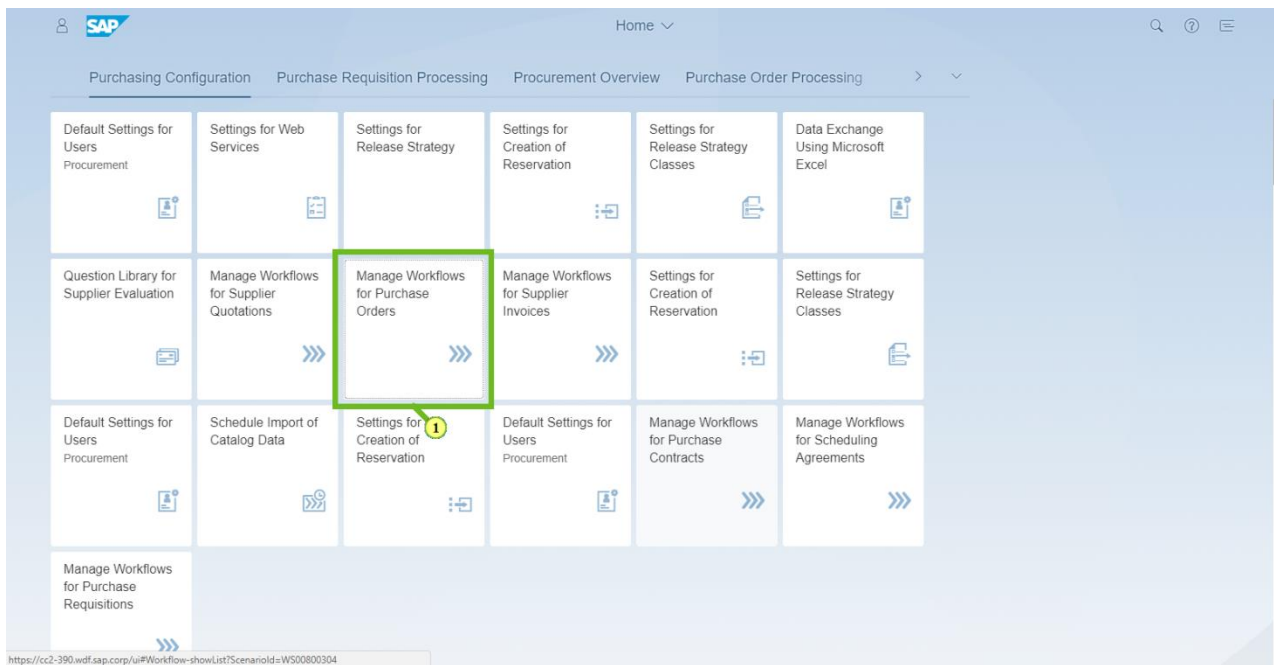 SAP
Home
Purchasing Configuration
Purchase Requisition Processing
Procurement Overview
Purchase Order Processing
Default Settings for
Users
Procurement
Settings for Web
Services
Settings for
Release Strategy
Settings for
Creation of
Reservation
Settings for
Release Strategy
Classes
Data Exchange
Using Microsoft
Excel
Question Library for
Supplier Evaluation
Manage Workflows
for Supplier
Quotations
Manage Workflows
for Purchase
Orders
Manage Workflows
for Supplier
Invoices
Settings for
Creation of
Reservation
Settings for
Release Strategy
Classes
1
Default Settings for
Users
Procurement
Schedule Import of
Catalog Data
Settings for
Creation of
Reservation
Default Settings for
Users
Procurement
Manage Workflows
for Purchase
Contracts
Manage Workflows
for Scheduling
Agreements
Manage Workflows
for Purchase
Requisitions
https://cc2-390.wdf.sap.corp/ui#Workflow-showList?ScenarioId=WS00800304